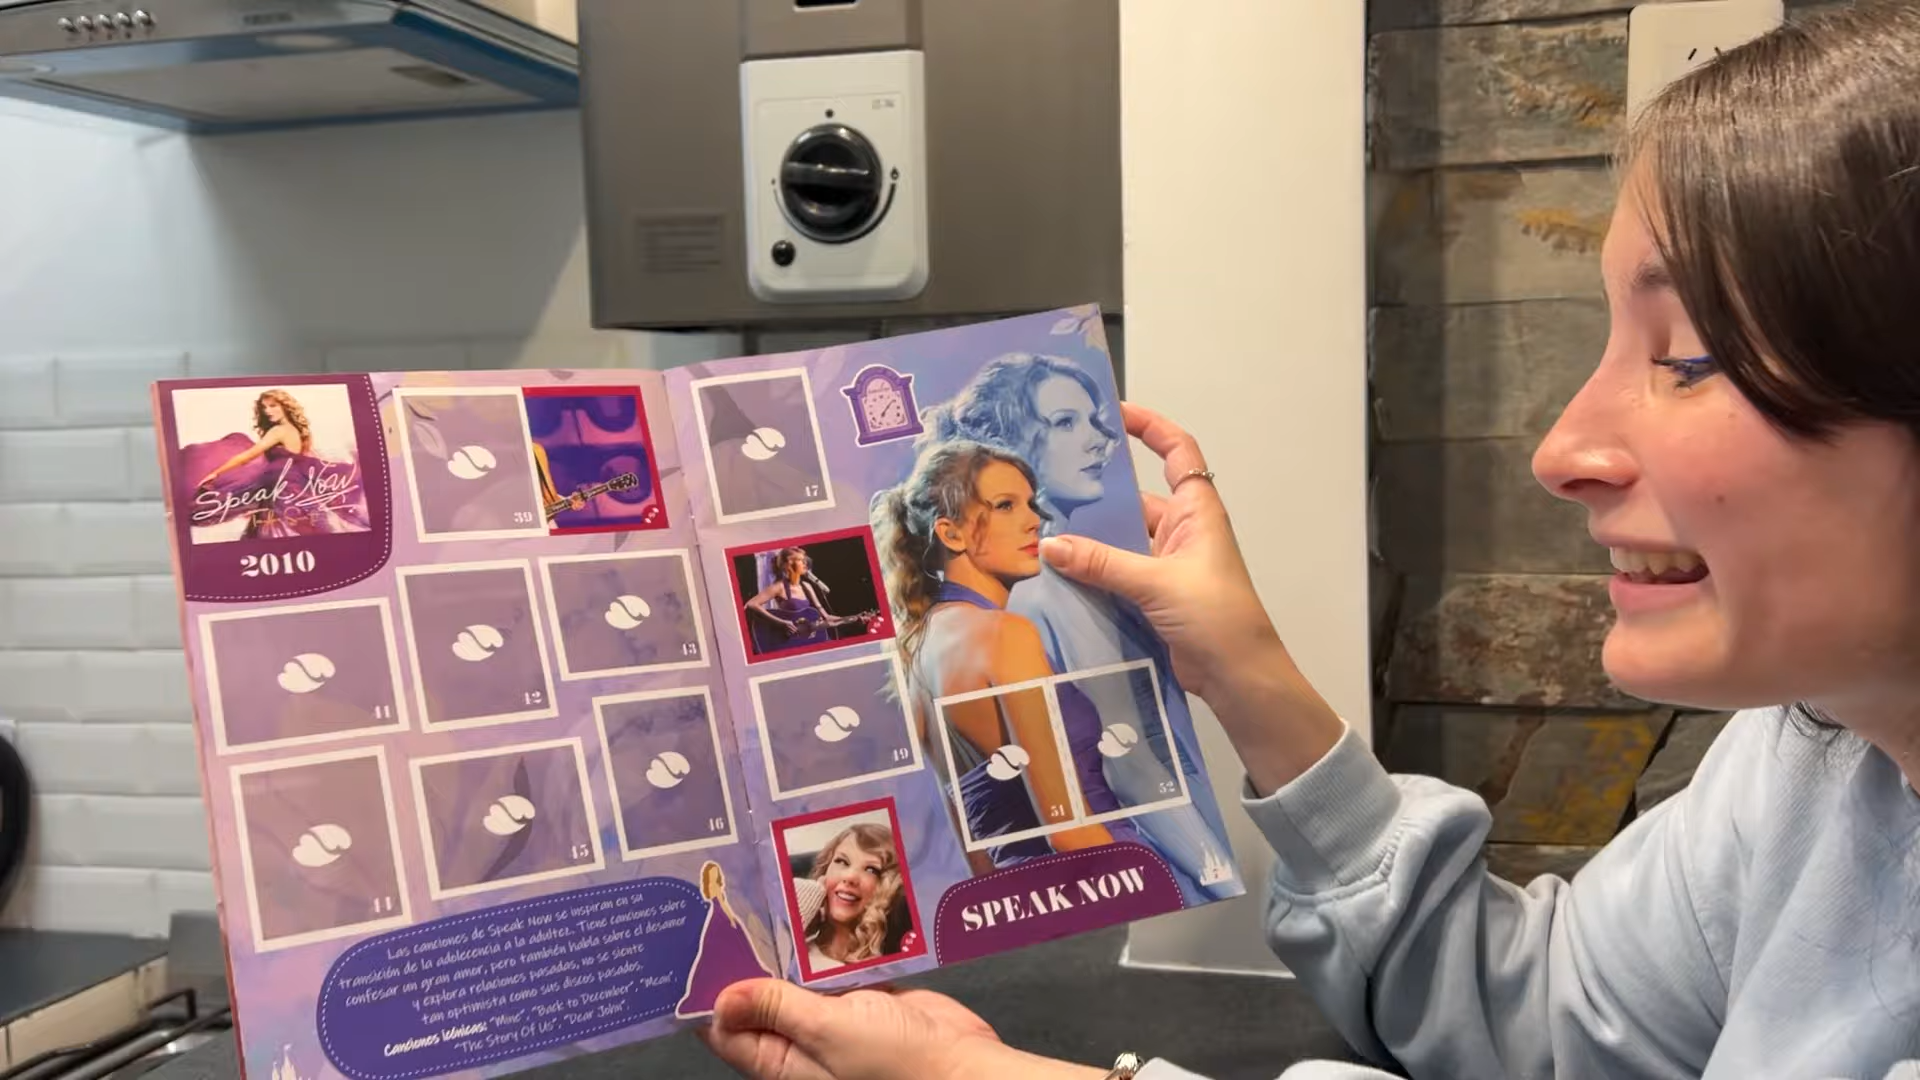 Speak Now
Taylor Swift
2010
39
41
42
43
44
45
46
Las canciones de Speak Now se inspiran en su
transición de la adolecencia a la adultez. Tiene canciones sobre
confesar un gran amor, pero también habla sobre el desamor
y explora relaciones pasadas, no se siente
tan optimista como sus discos pasados.
Canciones icónicas: "Mine", "Back to December", "Mean",
"The Story Of Us", "Dear John".
47
49
51
52
SPEAK NOW